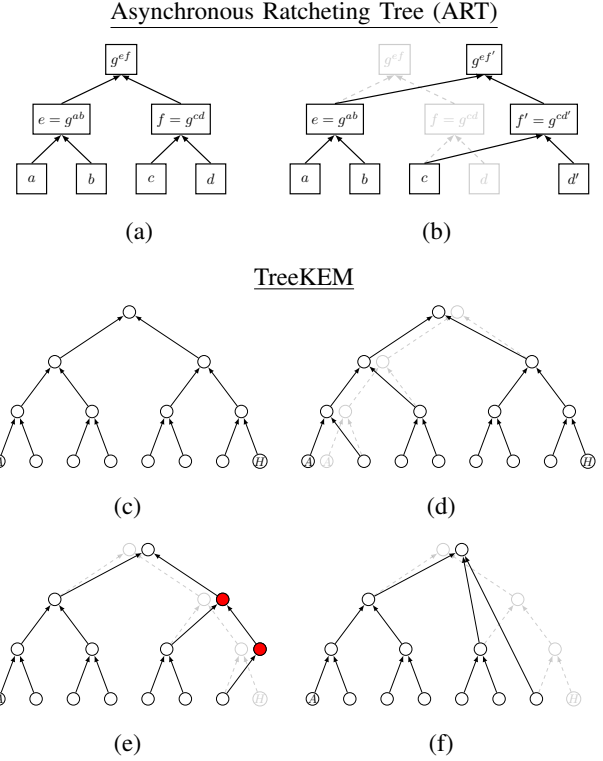 Asynchronous Ratcheting Tree (ART)
g^{ef} g^{ef} g^{ef'}
e = g^{ab} f = g^{cd} e = g^{ab} f = g^{cd} f' = g^{cd'}
a b c d a b c d d'
(a) (b)
TreeKEM
A H A A H
(c) (d)
A H A H
(e) (f)